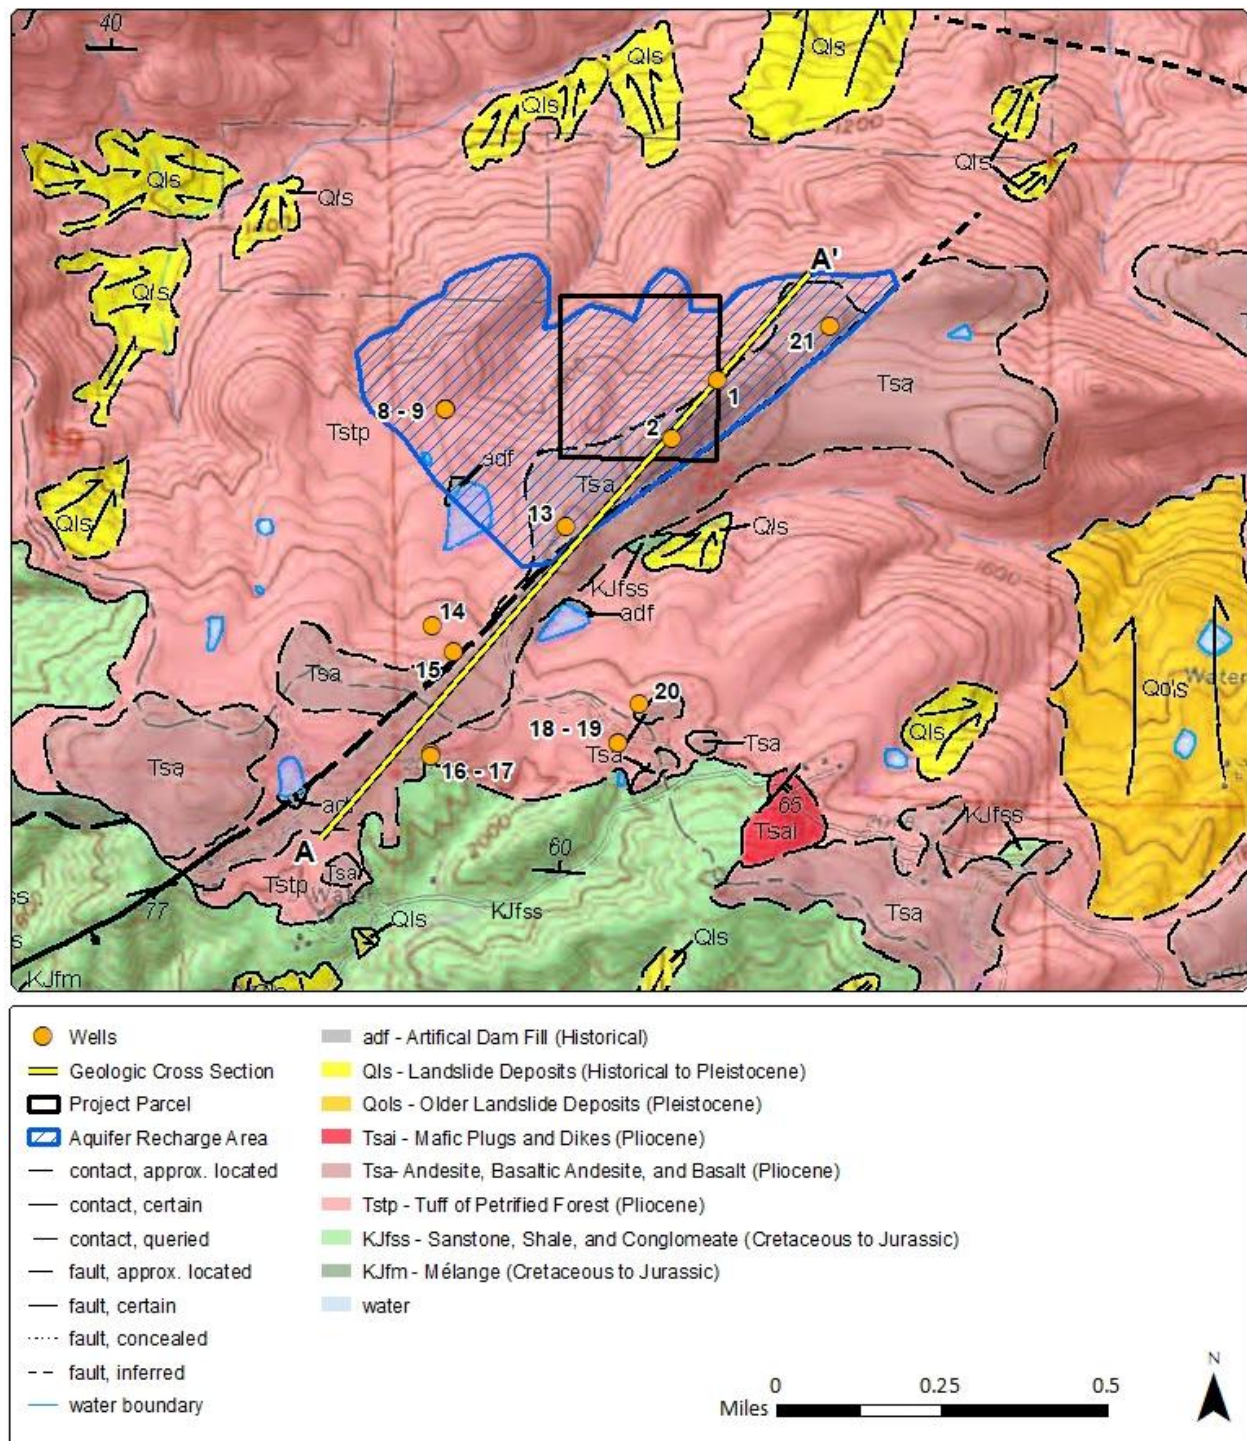 40
Qls
Qls
Qls
1200
Qls
Qls
Qls
Qls
A'
21
Tsa
1
8 - 9
Tstp
2
adf
Tsa
13
Qls
Qls
KJfss
1600
adf
14
15
Tsa
20
Water
Qols
18 - 19
Qls
Tsa
Tsa
Tsa
16 - 17
adf
65
KJfss
2000
Tsai
A
60
Tstp
Tsa
Water
77
KJfss
Qls
Tsa
Qls
KJfm
Wells
Geologic Cross Section
Project Parcel
Aquifer Recharge Area
contact, approx. located
contact, certain
contact, queried
fault, approx. located
fault, certain
fault, concealed
fault, inferred
water boundary
adf - Artifical Dam Fill (Historical)
Qls - Landslide Deposits (Historical to Pleistocene)
Qols - Older Landslide Deposits (Pleistocene)
Tsai - Mafic Plugs and Dikes (Pliocene)
Tsa- Andesite, Basaltic Andesite, and Basalt (Pliocene)
Tstp - Tuff of Petrified Forest (Pliocene)
KJfss - Sanstone, Shale, and Conglomeate (Cretaceous to Jurassic)
KJfm - Mélange (Cretaceous to Jurassic)
water
0 0.25 0.5
Miles
N